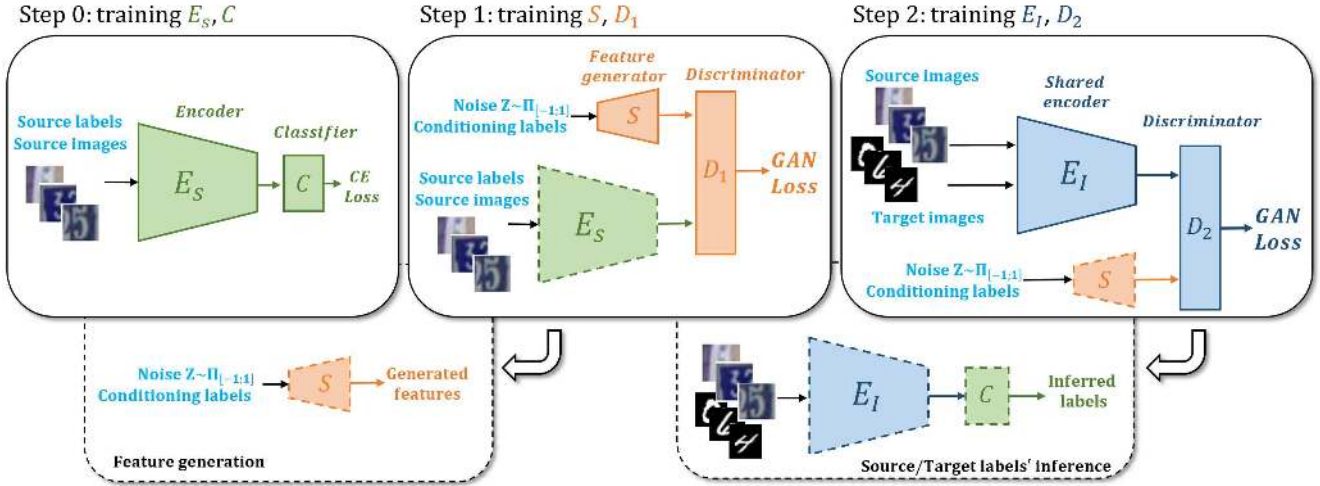 Step 0: training E_s, C
Source labels
Source images
Encoder
E_S
Classifier
C
CE
Loss
Step 1: training S, D_1
Feature
generator
Discriminator
Noise Z~Π_[-1;1]
Conditioning labels
S
D_1
GAN
Loss
Source labels
Source images
E_S
Step 2: training E_I, D_2
Source images
Shared
encoder
Discriminator
E_I
Target images
D_2
GAN
Loss
Noise Z~Π_[-1;1]
Conditioning labels
S
Noise Z~Π_[-1;1]
Conditioning labels
S
Generated
features
Feature generation
E_I
C
Inferred
labels
Source/Target labels' inference